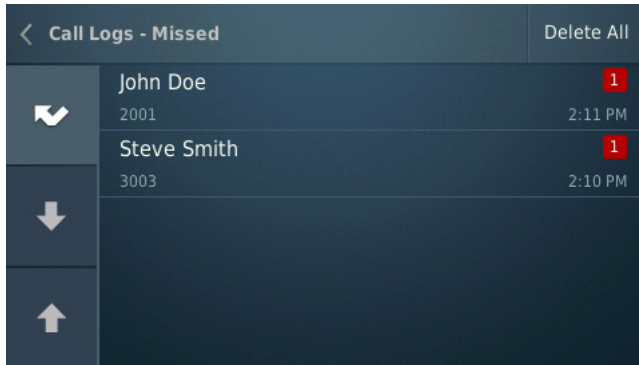 Call Logs - Missed Delete All
John Doe 1
2001 2:11 PM
Steve Smith 1
3003 2:10 PM